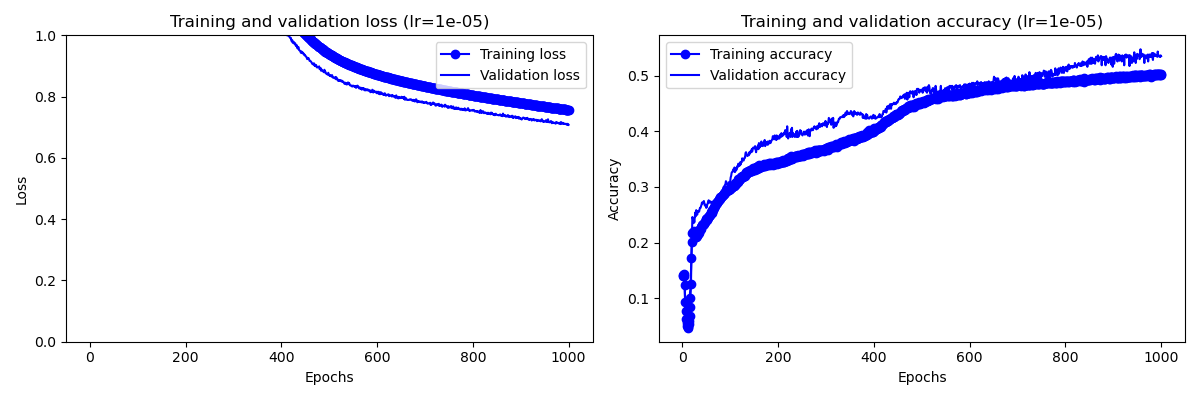 Training and validation loss (lr=1e-05)
1.0
0.8
0.6
0.4
0.2
0.0
Loss
Training loss
Validation loss
0 200 400 600 800 1000
Epochs
Training and validation accuracy (lr=1e-05)
0.5
0.4
0.3
0.2
0.1
Accuracy
Training accuracy
Validation accuracy
0 200 400 600 800 1000
Epochs